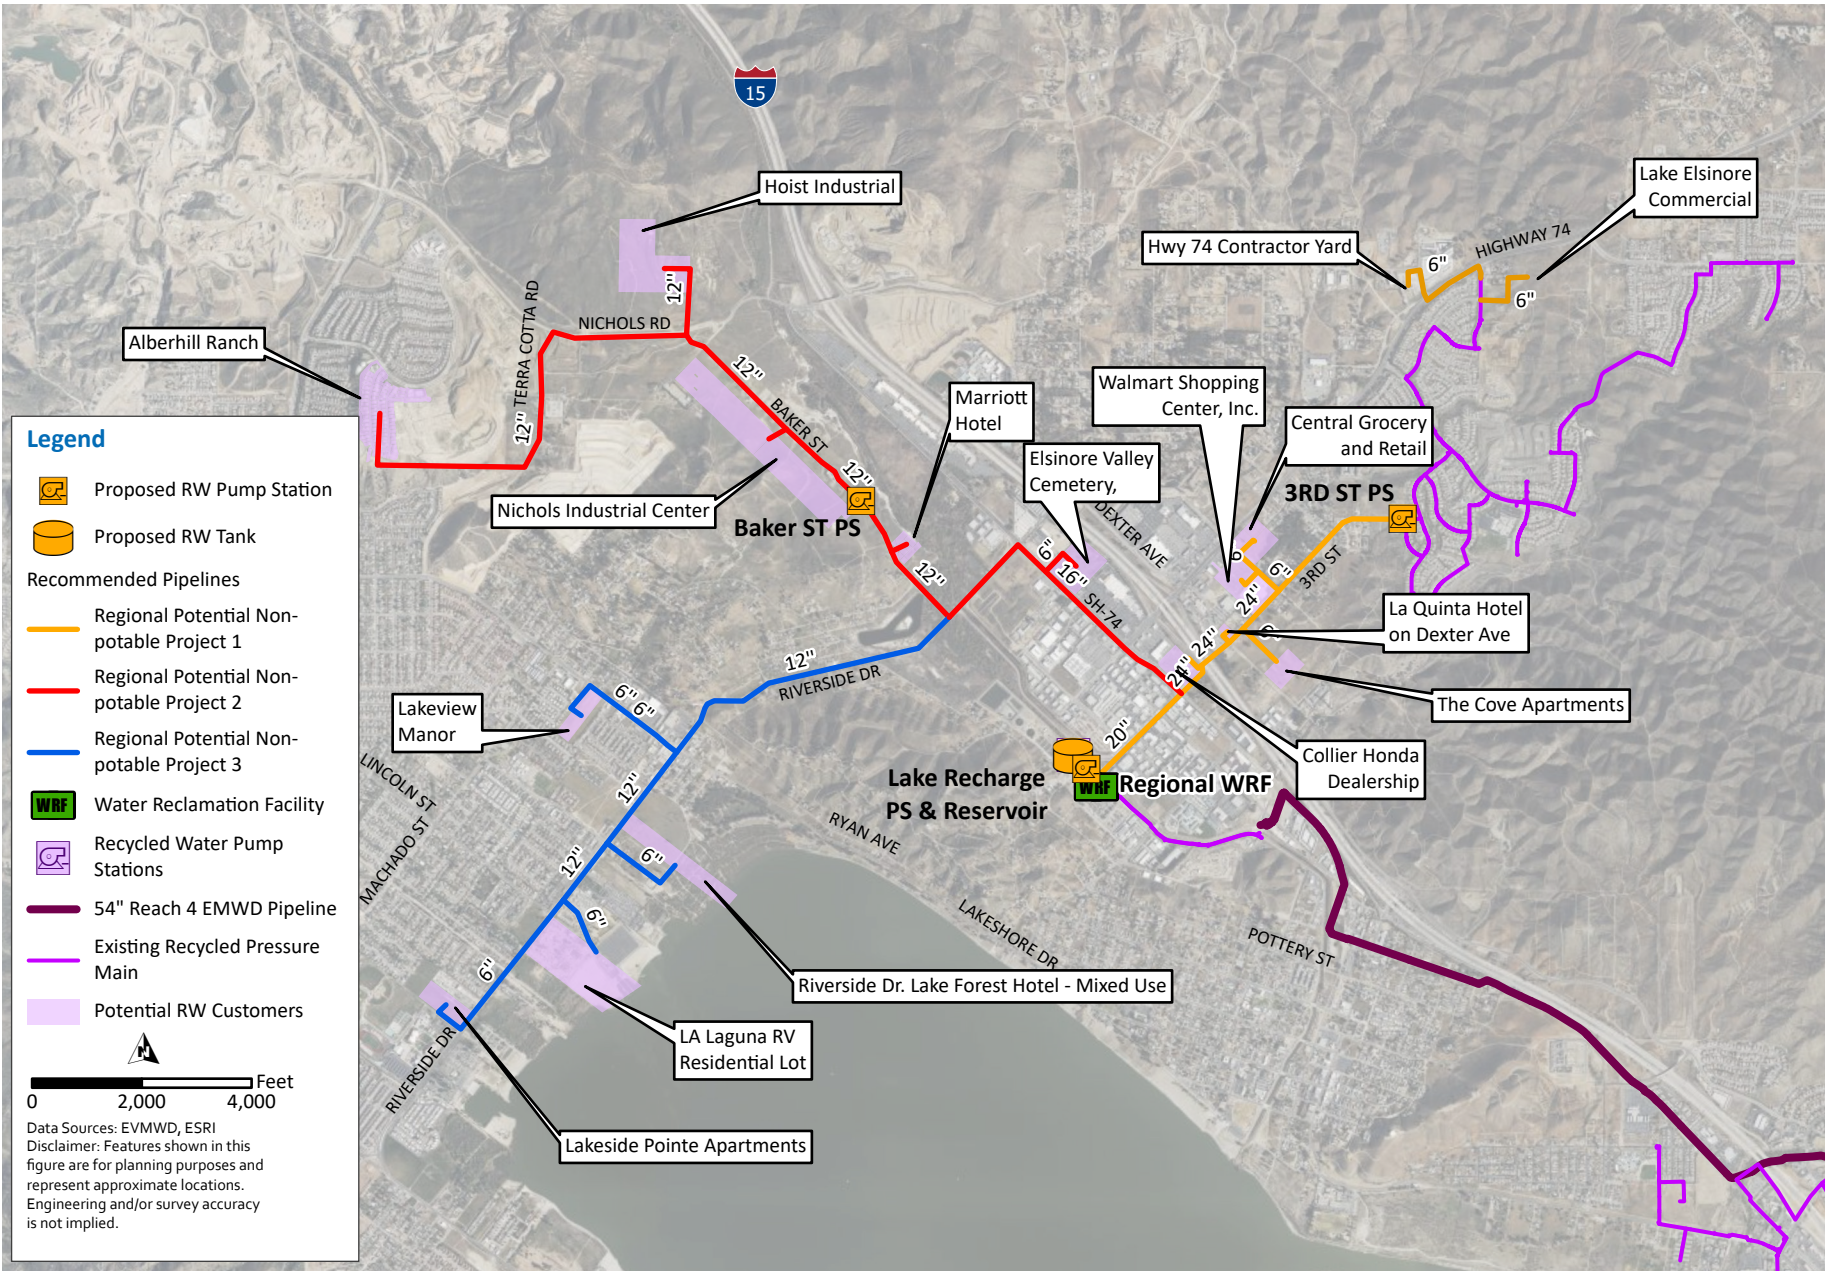 15
Hoist Industrial
Lake Elsinore
Commercial
Hwy 74 Contractor Yard
HIGHWAY 74
6"
6"
12"
NICHOLS RD
TERRA COTTA RD
12"
Alberhill Ranch
12"
BAKER ST
12"
Marriott
Hotel
Walmart Shopping
Center, Inc.
Central Grocery
and Retail
Elsinore Valley
Cemetery,
Nichols Industrial Center
Baker ST PS
3RD ST PS
DEXTER AVE
3RD ST
6"
16"
SH-74
12"
6
6"
24"
24"
24"
La Quinta Hotel
on Dexter Ave
The Cove Apartments
Collier Honda
Dealership
20"
Lake Recharge
PS & Reservoir
WRF
Regional WRF
12"
RIVERSIDE DR
6"
6"
Lakeview
Manor
LINCOLN ST
MACHADO ST
12"
12"
6"
6"
6"
RYAN AVE
LAKESHORE DR
POTTERY ST
Riverside Dr. Lake Forest Hotel - Mixed Use
LA Laguna RV
Residential Lot
RIVERSIDE DR
Lakeside Pointe Apartments
Legend
Proposed RW Pump Station
Proposed RW Tank
Recommended Pipelines
Regional Potential Non-
potable Project 1
Regional Potential Non-
potable Project 2
Regional Potential Non-
potable Project 3
WRF
Water Reclamation Facility
Recycled Water Pump
Stations
54" Reach 4 EMWD Pipeline
Existing Recycled Pressure
Main
Potential RW Customers
N
Feet
0 2,000 4,000
Data Sources: EVMWD, ESRI
Disclaimer: Features shown in this
figure are for planning purposes and
represent approximate locations.
Engineering and/or survey accuracy
is not implied.